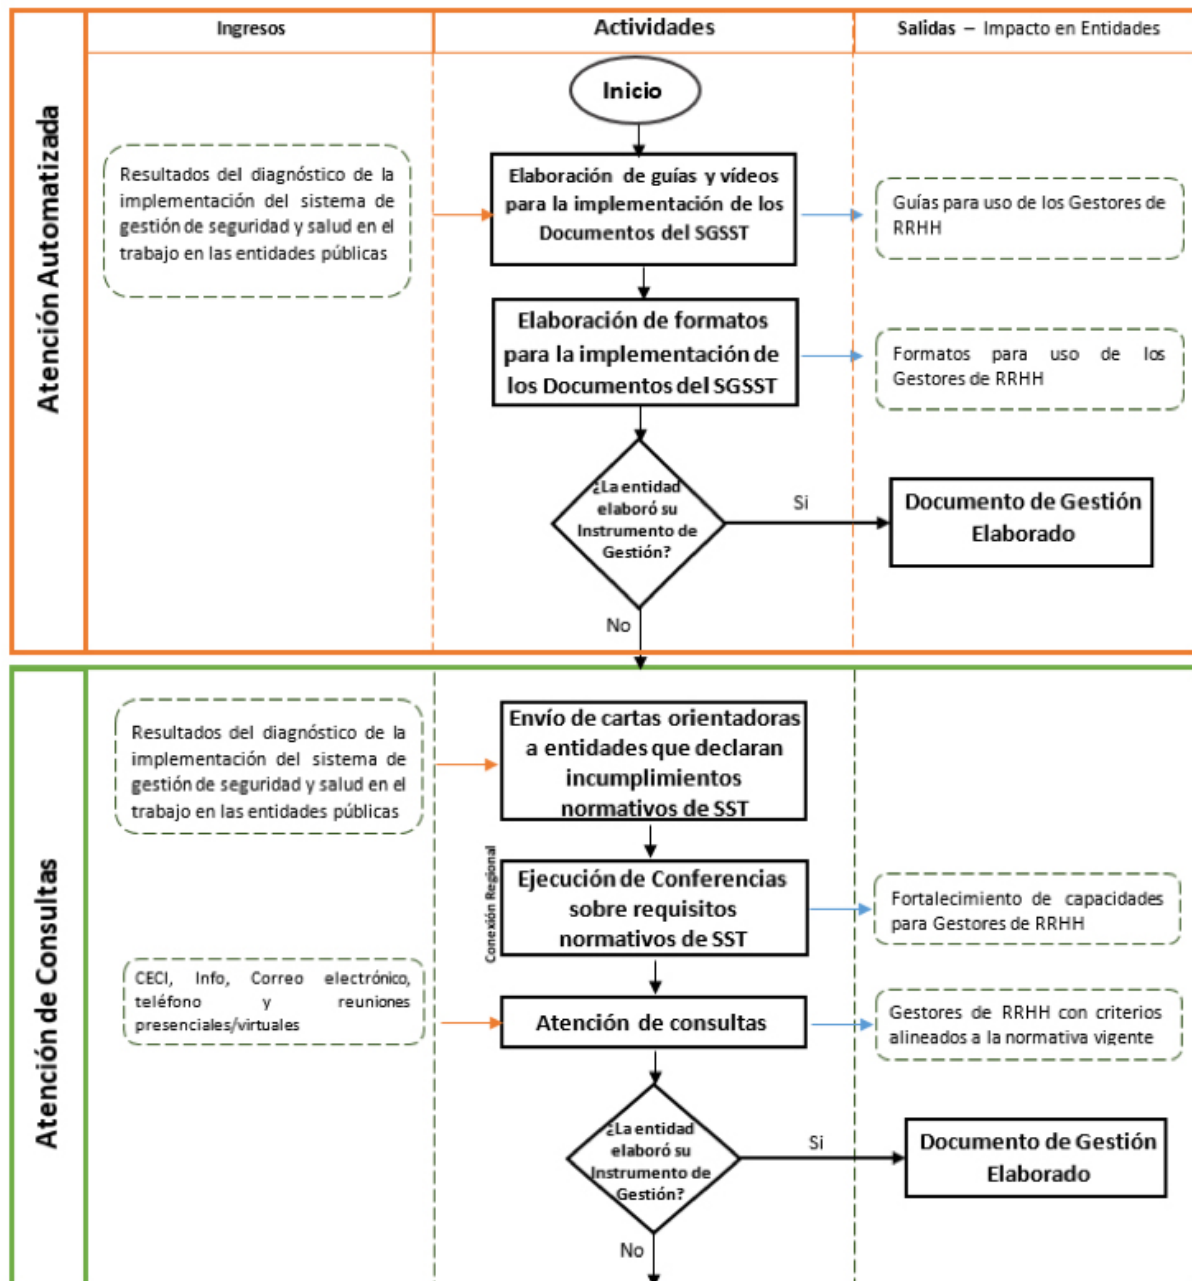 Ingresos
Actividades
Salidas – Impacto en Entidades
Atención Automatizada
Inicio
Resultados del diagnóstico de la
implementación del sistema de
gestión de seguridad y salud en el
trabajo en las entidades públicas
Elaboración de guías y vídeos
para la implementación de los
Documentos del SGSST
Guías para uso de los Gestores de
RRHH
Elaboración de formatos
para la implementación de
los Documentos del SGSST
Formatos para uso de los
Gestores de RRHH
¿La entidad
elaboró su
Instrumento de
Gestión?
Si
Documento de Gestión
Elaborado
No
Atención de Consultas
Resultados del diagnóstico de la
implementación del sistema de
gestión de seguridad y salud en el
trabajo en las entidades públicas
Envío de cartas orientadoras
a entidades que declaran
incumplimientos
normativos de SST
Conexión Regional
Ejecución de Conferencias
sobre requisitos
normativos de SST
Fortalecimiento de capacidades
para Gestores de RRHH
CECI, Info, Correo electrónico,
teléfono y reuniones
presenciales/virtuales
Atención de consultas
Gestores de RRHH con criterios
alineados a la normativa vigente
¿La entidad
elaboró su
Instrumento de
Gestión?
Si
Documento de Gestión
Elaborado
No